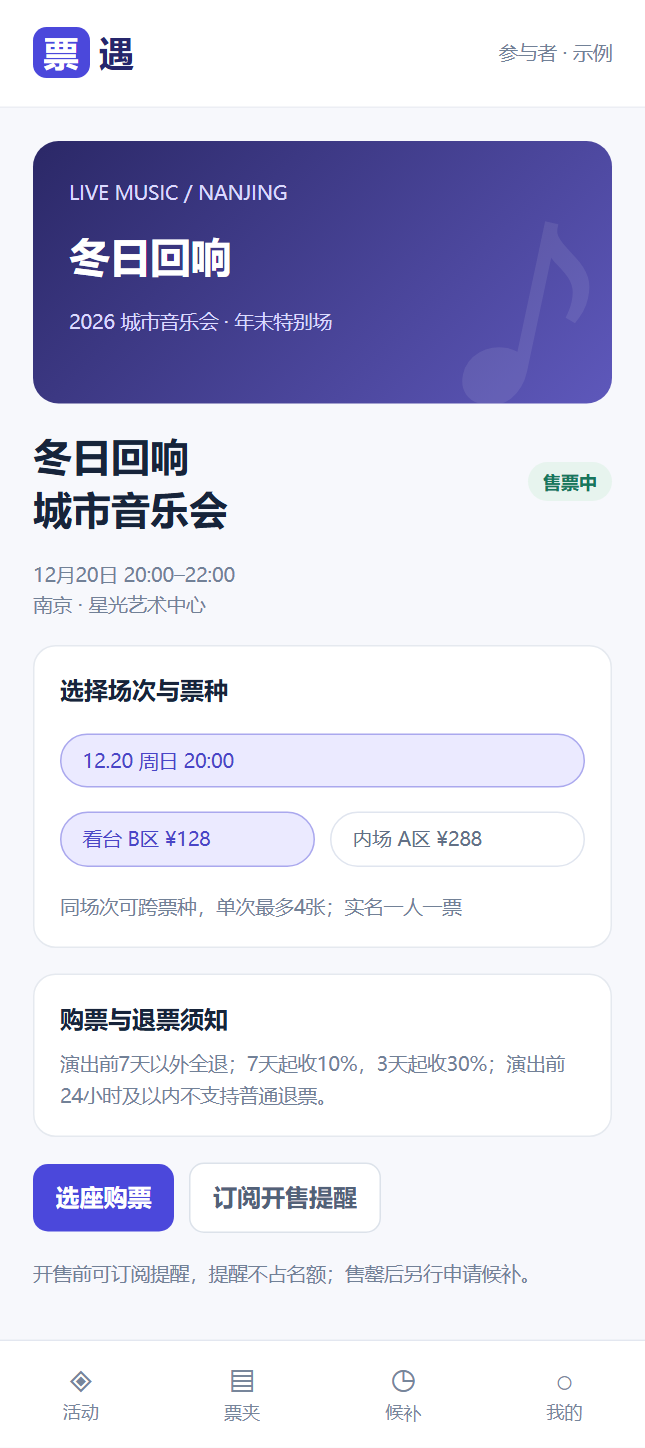 票 遇
参与者 · 示例
LIVE MUSIC / NANJING
冬日回响
2026 城市音乐会 · 年末特别场
冬日回响
城市音乐会
售票中
12月20日 20:00–22:00
南京 · 星光艺术中心
选择场次与票种
12.20 周日 20:00
看台 B区 ¥128
内场 A区 ¥288
同场次可跨票种，单次最多4张；实名一人一票
购票与退票须知
演出前7天以外全退；7天起收10%，3天起收30%；演出前
24小时及以内不支持普通退票。
选座购票
订阅开售提醒
开售前可订阅提醒，提醒不占名额；售罄后另行申请候补。
活动
票夹
候补
我的